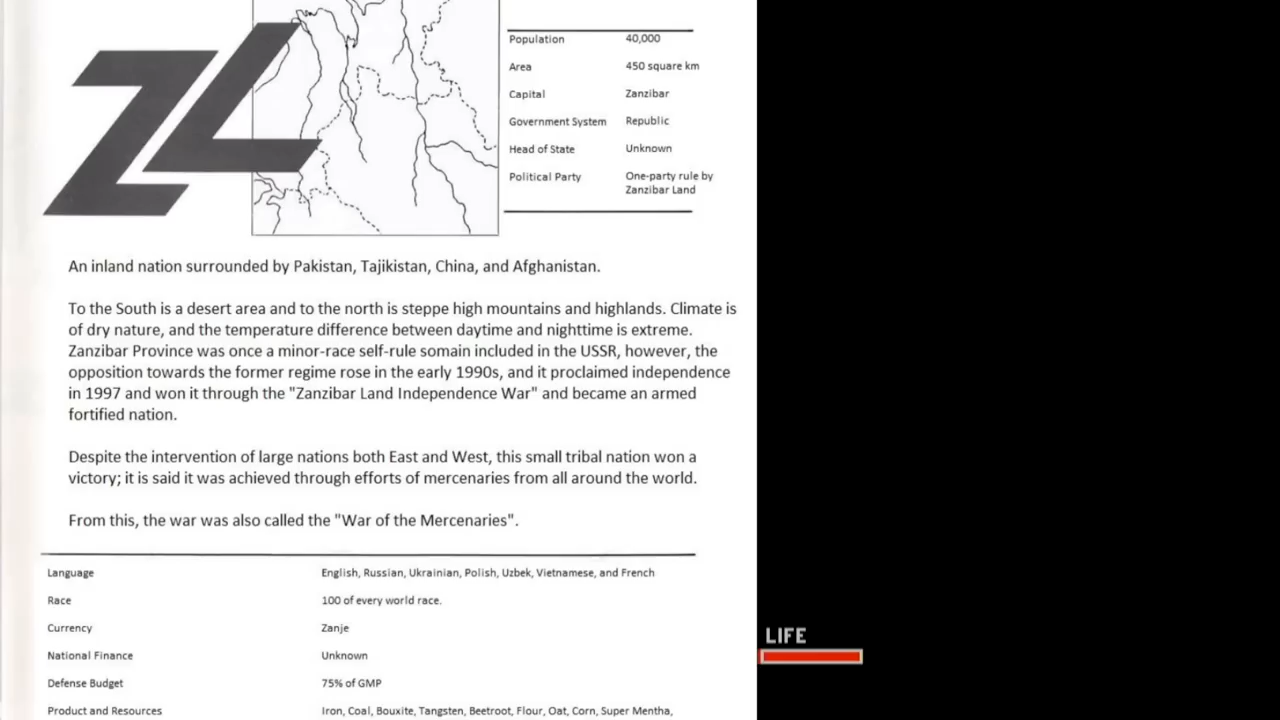 ZL
Population 40,000
Area 450 square km
Capital Zanzibar
Government System Republic
Head of State Unknown
Political Party One-party rule by
Zanzibar Land
An inland nation surrounded by Pakistan, Tajikistan, China, and Afghanistan.
To the South is a desert area and to the north is steppe high mountains and highlands. Climate is
of dry nature, and the temperature difference between daytime and nighttime is extreme.
Zanzibar Province was once a minor-race self-rule somain included in the USSR, however, the
opposition towards the former regime rose in the early 1990s, and it proclaimed independence
in 1997 and won it through the "Zanzibar Land Independence War" and became an armed
fortified nation.
Despite the intervention of large nations both East and West, this small tribal nation won a
victory; it is said it was achieved through efforts of mercenaries from all around the world.
From this, the war was also called the "War of the Mercenaries".
Language English, Russian, Ukrainian, Polish, Uzbek, Vietnamese, and French
Race 100 of every world race.
Currency Zanje
National Finance Unknown
Defense Budget 75% of GMP
Product and Resources Iron, Coal, Bouxite, Tangsten, Beetroot, Flour, Oat, Corn, Super Mentha,
LIFE